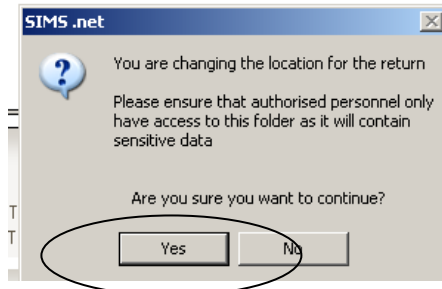 SIMS .net
You are changing the location for the return
Please ensure that authorised personnel only
have access to this folder as it will contain
sensitive data
Are you sure you want to continue?
Yes No
T
T